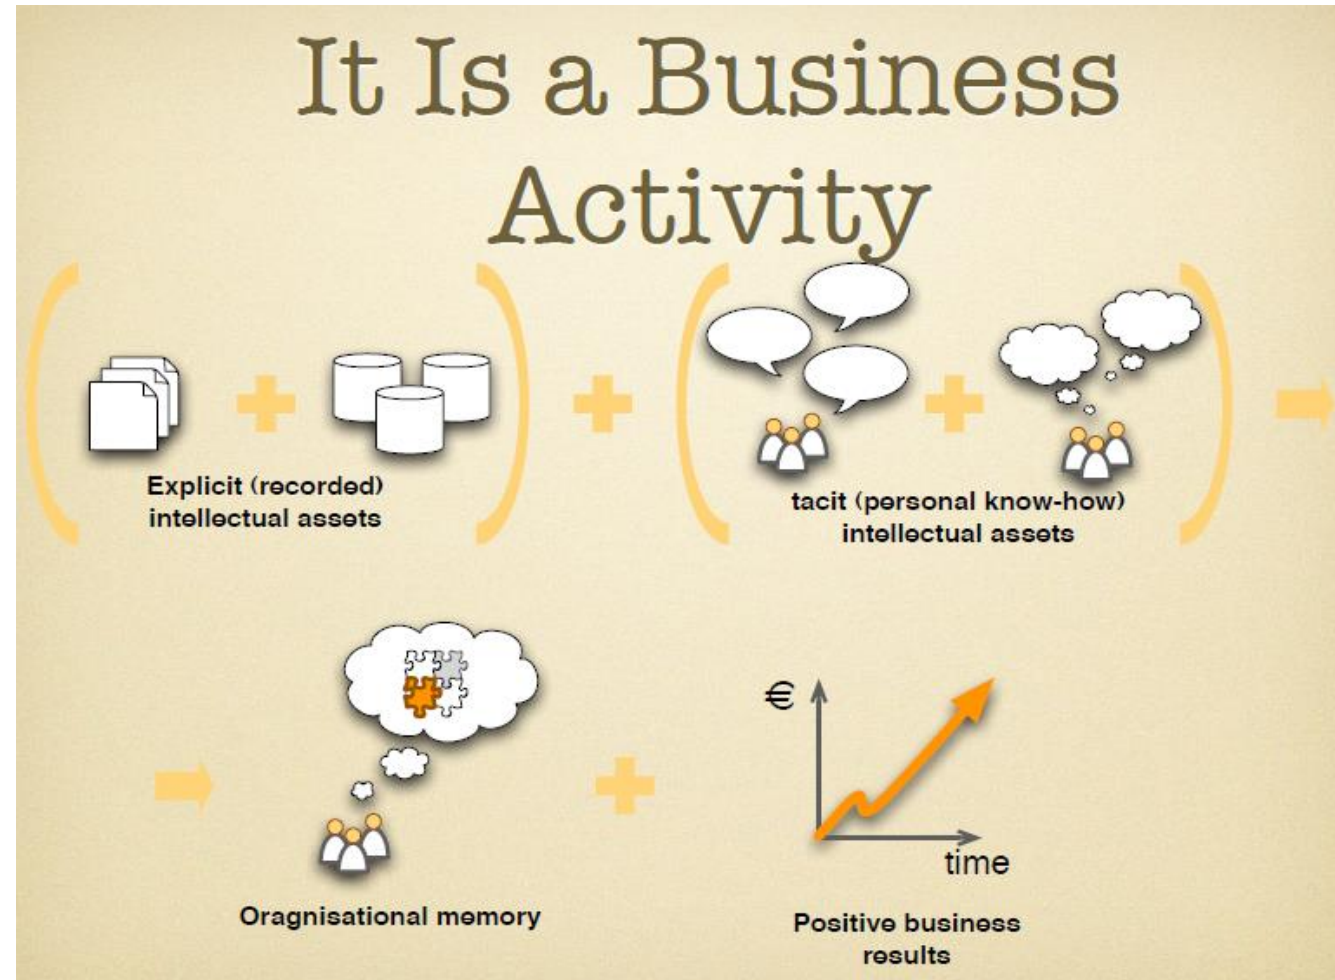 It Is a Business
Activity
Explicit (recorded)
intellectual assets
tacit (personal know-how)
intellectual assets
Oragnisational memory
€
time
Positive business
results